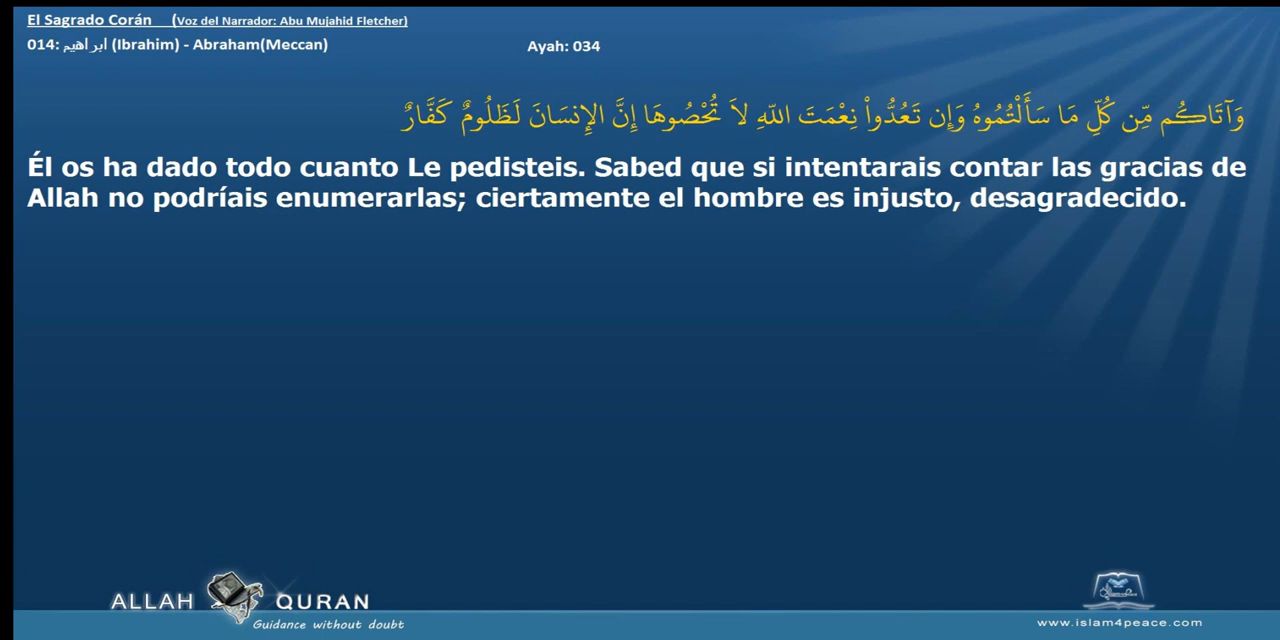 El Sagrado Corán (Voz del Narrador: Abu Mujahid Fletcher)
014: ابراهيم (Ibrahim) - Abraham(Meccan) Ayah: 034
وَآتَاكُم مِّن كُلِّ مَا سَأَلْتُمُوهُ وَإِن تَعُدُّواْ نِعْمَتَ اللّهِ لاَ تُحْصُوهَا إِنَّ الإِنسَانَ لَظَلُومٌ كَفَّارٌ
Él os ha dado todo cuanto Le pedisteis. Sabed que si intentarais contar las gracias de
Allah no podríais enumerarlas; ciertamente el hombre es injusto, desagradecido.
ALLAH QURAN
Guidance without doubt
www.islam4peace.com